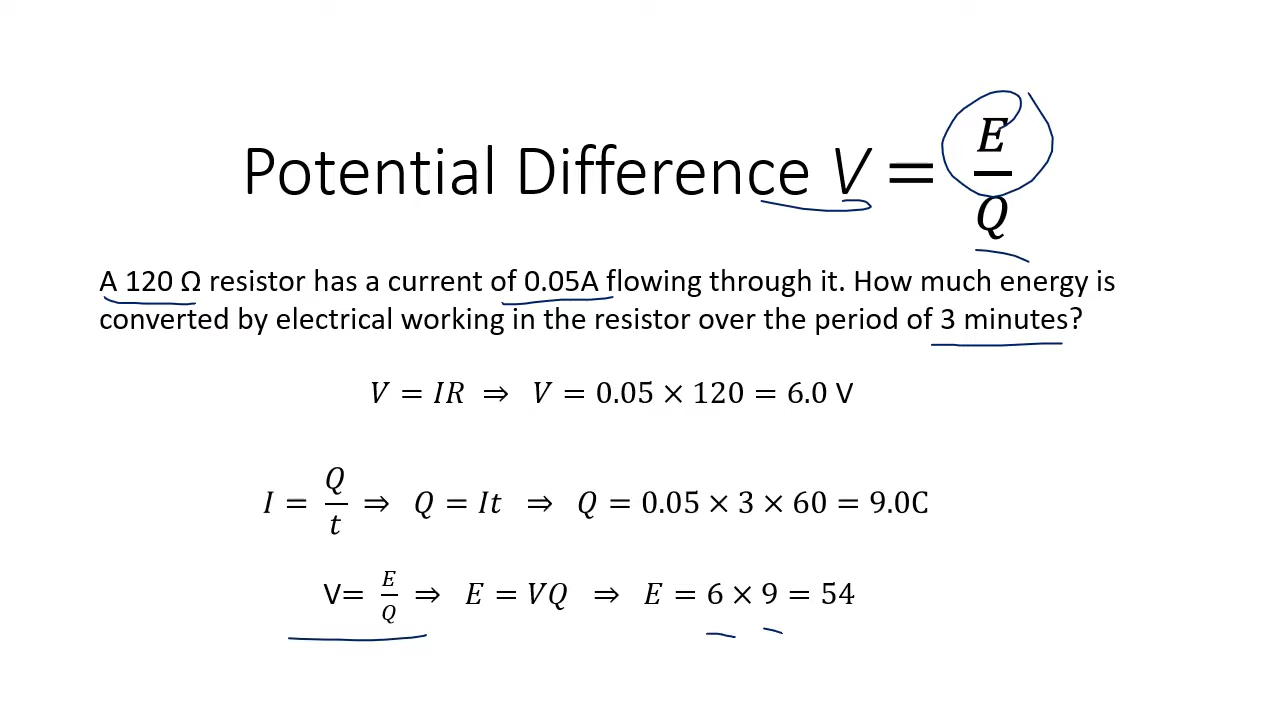 Potential Difference V = E/Q
A 120 Ω resistor has a current of 0.05A flowing through it. How much energy is
converted by electrical working in the resistor over the period of 3 minutes?
V = IR ⇒ V = 0.05 × 120 = 6.0 V
I = Q/t ⇒ Q = It ⇒ Q = 0.05 × 3 × 60 = 9.0C
V= E/Q ⇒ E = VQ ⇒ E = 6 × 9 = 54